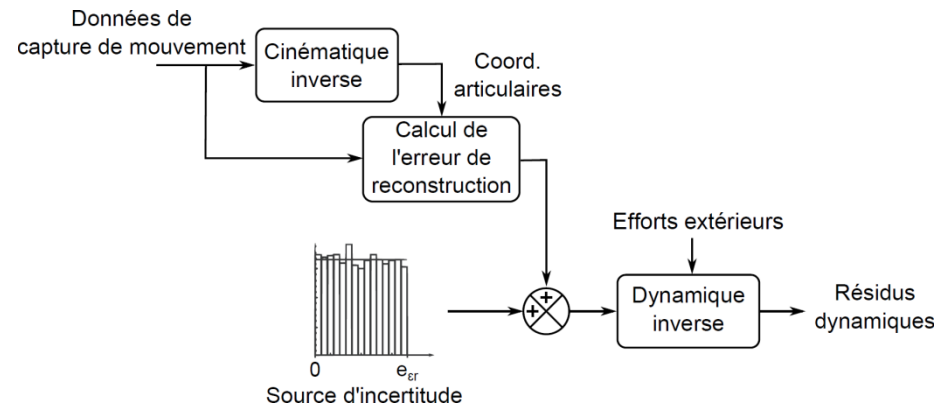 Données de
capture de mouvement
Cinématique
inverse
Coord.
articulaires
Calcul de
l'erreur de
reconstruction
Efforts extérieurs
+
+
Dynamique
inverse
Résidus
dynamiques
0
eεr
Source d'incertitude